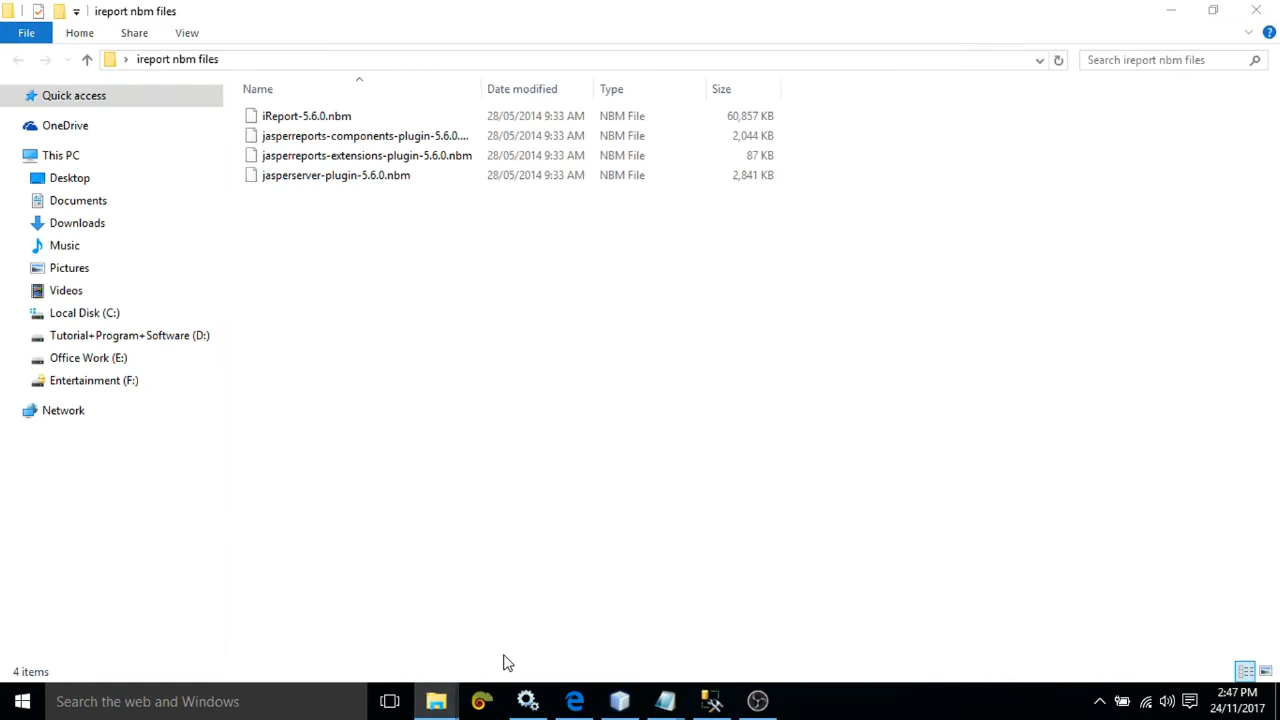 ireport nbm files
File Home Share View
ireport nbm files
Search ireport nbm files
Name Date modified Type Size
Quick access
OneDrive
This PC
Desktop
Documents
Downloads
Music
Pictures
Videos
Local Disk (C:)
Tutorial+Program+Software (D:)
Office Work (E:)
Entertainment (F:)
Network
iReport-5.6.0.nbm 28/05/2014 9:33 AM NBM File 60,857 KB
jasperreports-components-plugin-5.6.0.... 28/05/2014 9:33 AM NBM File 2,044 KB
jasperreports-extensions-plugin-5.6.0.nbm 28/05/2014 9:33 AM NBM File 87 KB
jasperserver-plugin-5.6.0.nbm 28/05/2014 9:33 AM NBM File 2,841 KB
4 items
Search the web and Windows
2:47 PM
24/11/2017